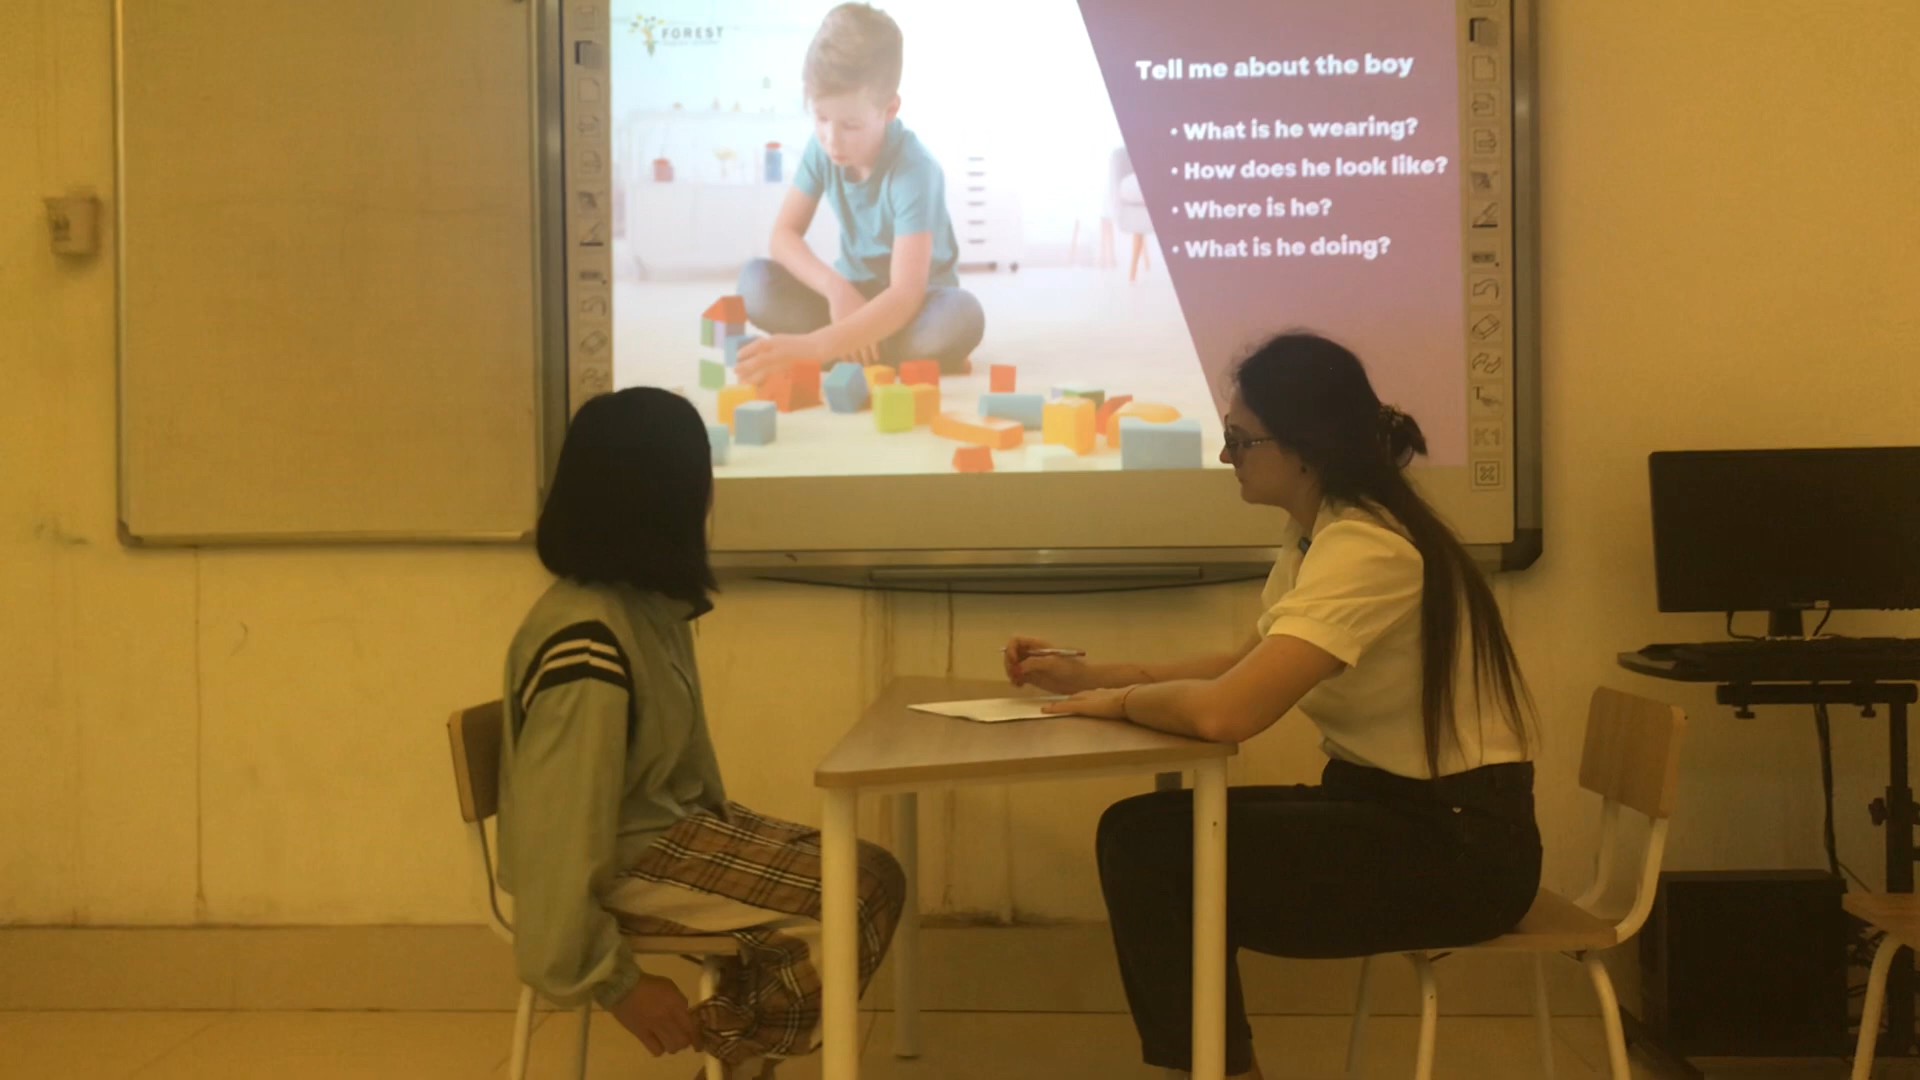 FOREST
Tell me about the boy
• What is he wearing?
• How does he look like?
• Where is he?
• What is he doing?